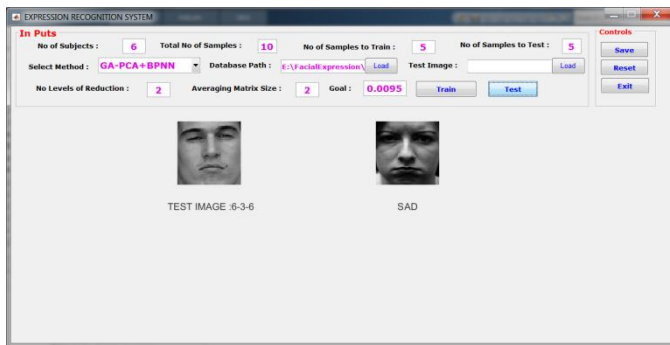 EXPRESSION RECOGNITION SYSTEM
In Puts
No of Subjects : 6 Total No of Samples : 10 No of Samples to Train : 5 No of Samples to Test : 5
Select Method : GA-PCA+BPNN Database Path : E:\FacialExpression\ Load Test Image : Load
No Levels of Reduction : 2 Averaging Matrix Size : 2 Goal : 0.0095 Train Test
Controls
Save
Reset
Exit
TEST IMAGE :6-3-6 SAD